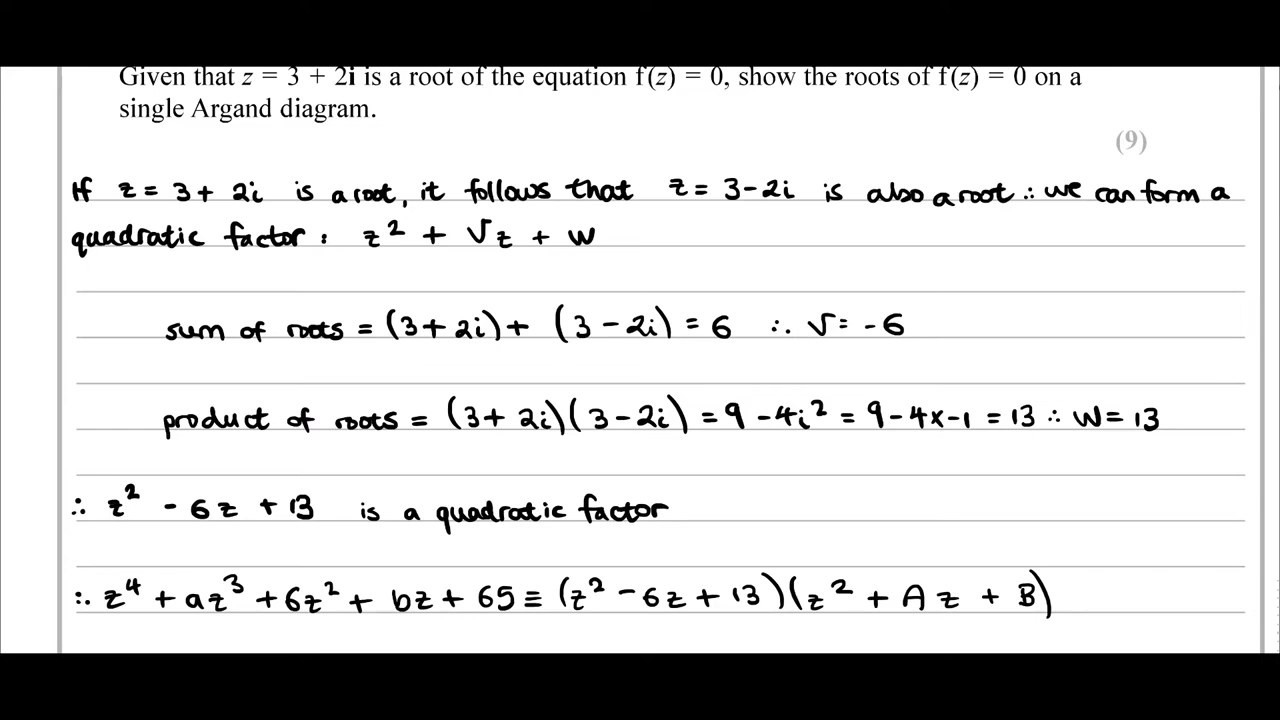 Given that z = 3 + 2i is a root of the equation f(z) = 0, show the roots of f(z) = 0 on a
single Argand diagram.
(9)
If z = 3 + 2i is a root, it follows that z = 3 - 2i is also a root ∴ we can form a
quadratic factor : z² + Vz + W
sum of roots = (3 + 2i) + (3 - 2i) = 6 ∴ V = -6
product of roots = (3 + 2i)(3 - 2i) = 9 - 4i² = 9 - 4x-1 = 13 ∴ W = 13
∴ z² - 6z + 13 is a quadratic factor
∴ z⁴ + az³ + 6z² + bz + 65 ≡ (z² - 6z + 13)(z² + Az + B)